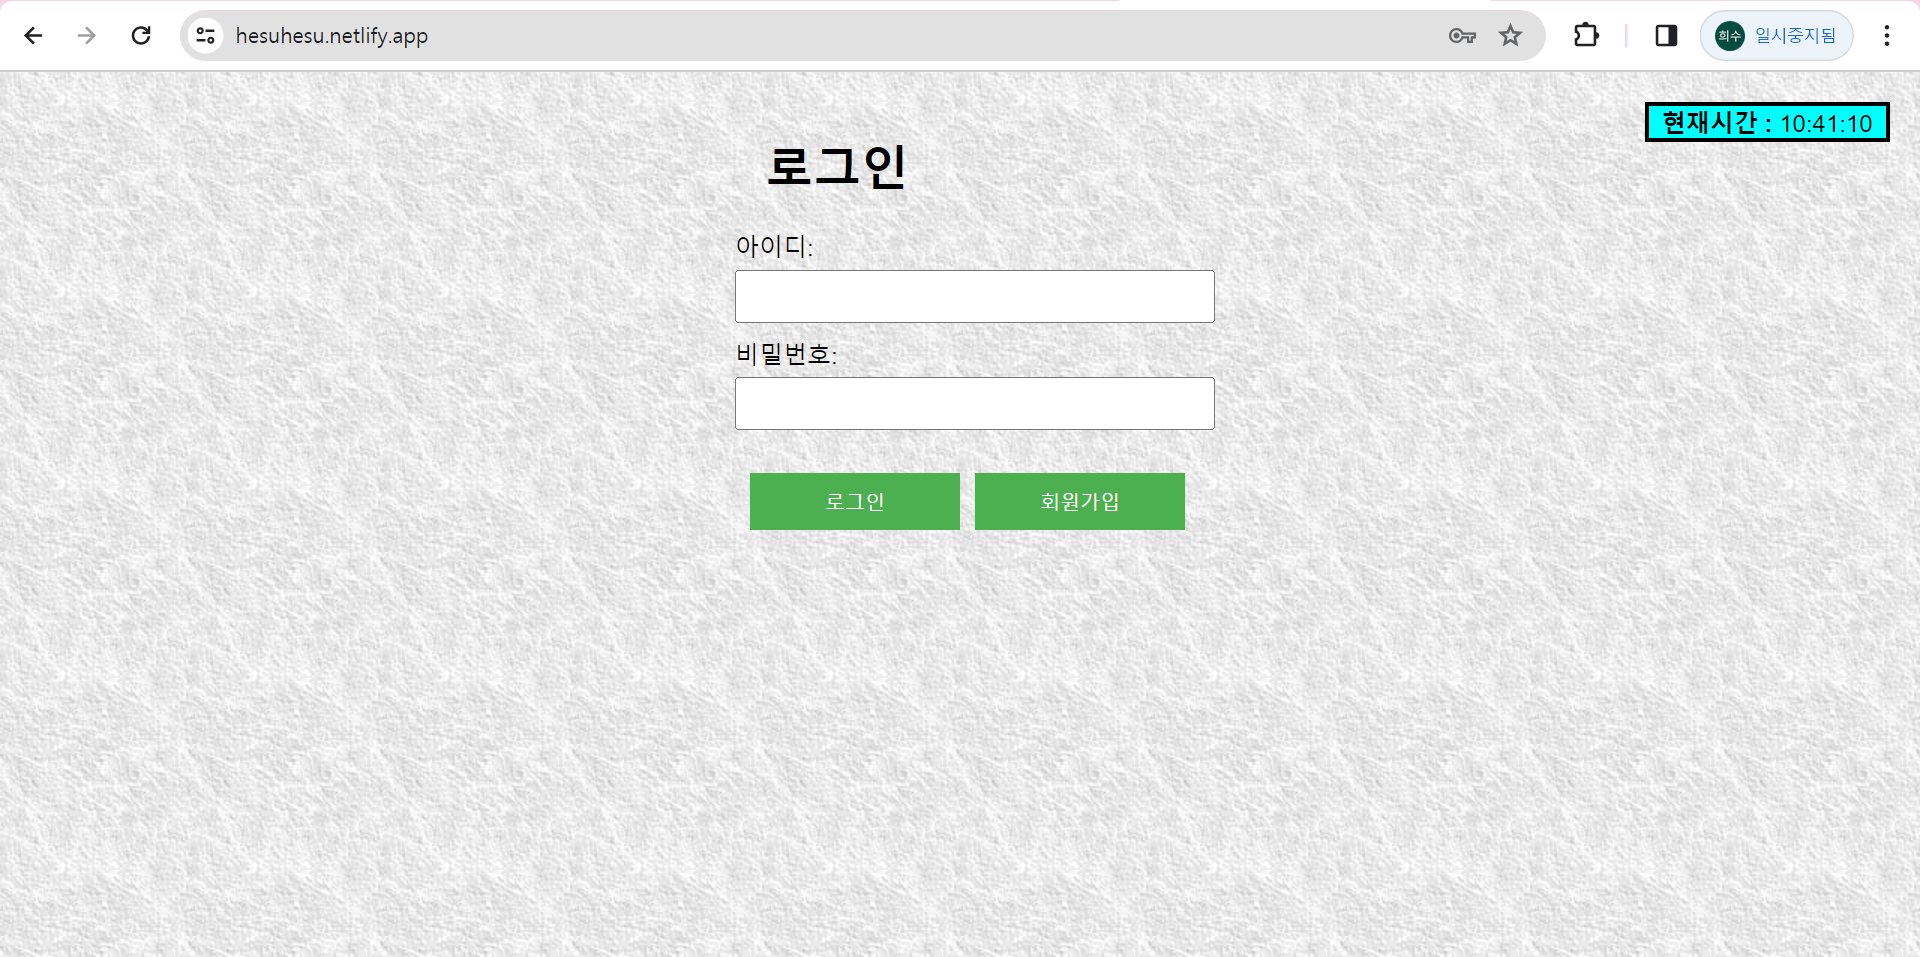 hesuhesu.netlify.app
희수 일시중지됨
현재시간 : 10:41:10
로그인
아이디:
비밀번호:
로그인 회원가입